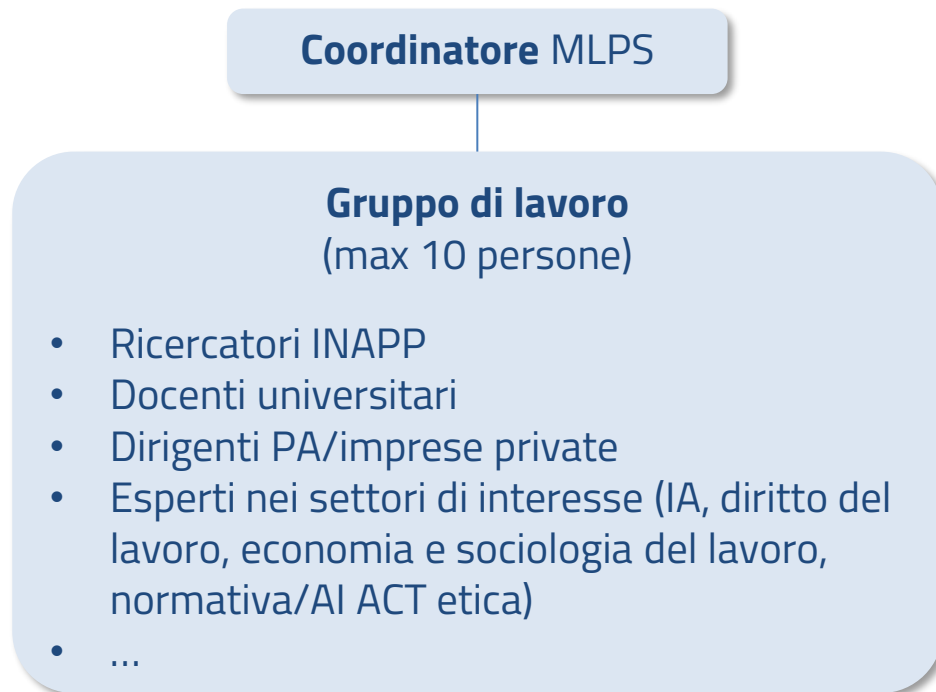 Coordinatore MLPS
Gruppo di lavoro
(max 10 persone)
• Ricercatori INAPP
• Docenti universitari
• Dirigenti PA/imprese private
• Esperti nei settori di interesse (IA, diritto del
lavoro, economia e sociologia del lavoro,
normativa/AI ACT etica)
• ...